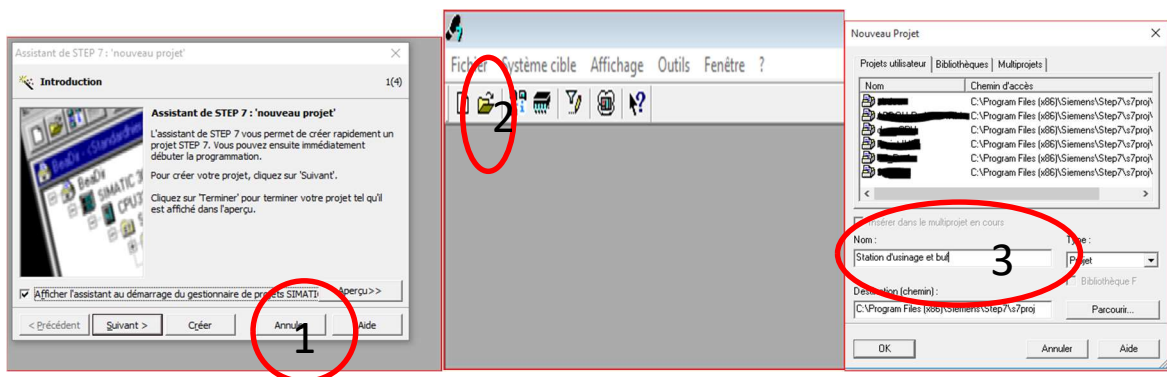 Assistant de STEP 7 : 'nouveau projet'
Introduction
1(4)
Assistant de STEP 7 : 'nouveau projet'
L'assistant de STEP 7 vous permet de créer rapidement un
projet STEP 7. Vous pouvez ensuite immédiatement
débuter la programmation.
Pour créer votre projet, cliquez sur 'Suivant'.
Cliquez sur 'Terminer' pour terminer votre projet tel qu'il
est affiché dans l'aperçu.
Afficher l'assistant au démarrage du gestionnaire de projets SIMATI
Aperçu>>
< Précédent
Suivant >
Créer
Annuler
Aide
1
Fichier Système cible Affichage Outils Fenêtre ?
2
Nouveau Projet
Projets utilisateur
Bibliothèques
Multiprojets
Nom
Chemin d'accès
C:\Program Files (x86)\Siemens\Step7\s7proj\
C:\Program Files (x86)\Siemens\Step7\s7proj\
C:\Program Files (x86)\Siemens\Step7\s7proj\
C:\Program Files (x86)\Siemens\Step7\s7proj\
C:\Program Files (x86)\Siemens\Step7\s7proj\
C:\Program Files (x86)\Siemens\Step7\s7proj\
Insérer dans le multiprojet en cours
Nom :
Type :
Station d'usinage et buf
3
Projet
Bibliothèque F
Destination (chemin) :
C:\Program Files (x86)\Siemens\Step7\s7proj
Parcourir...
OK
Annuler
Aide